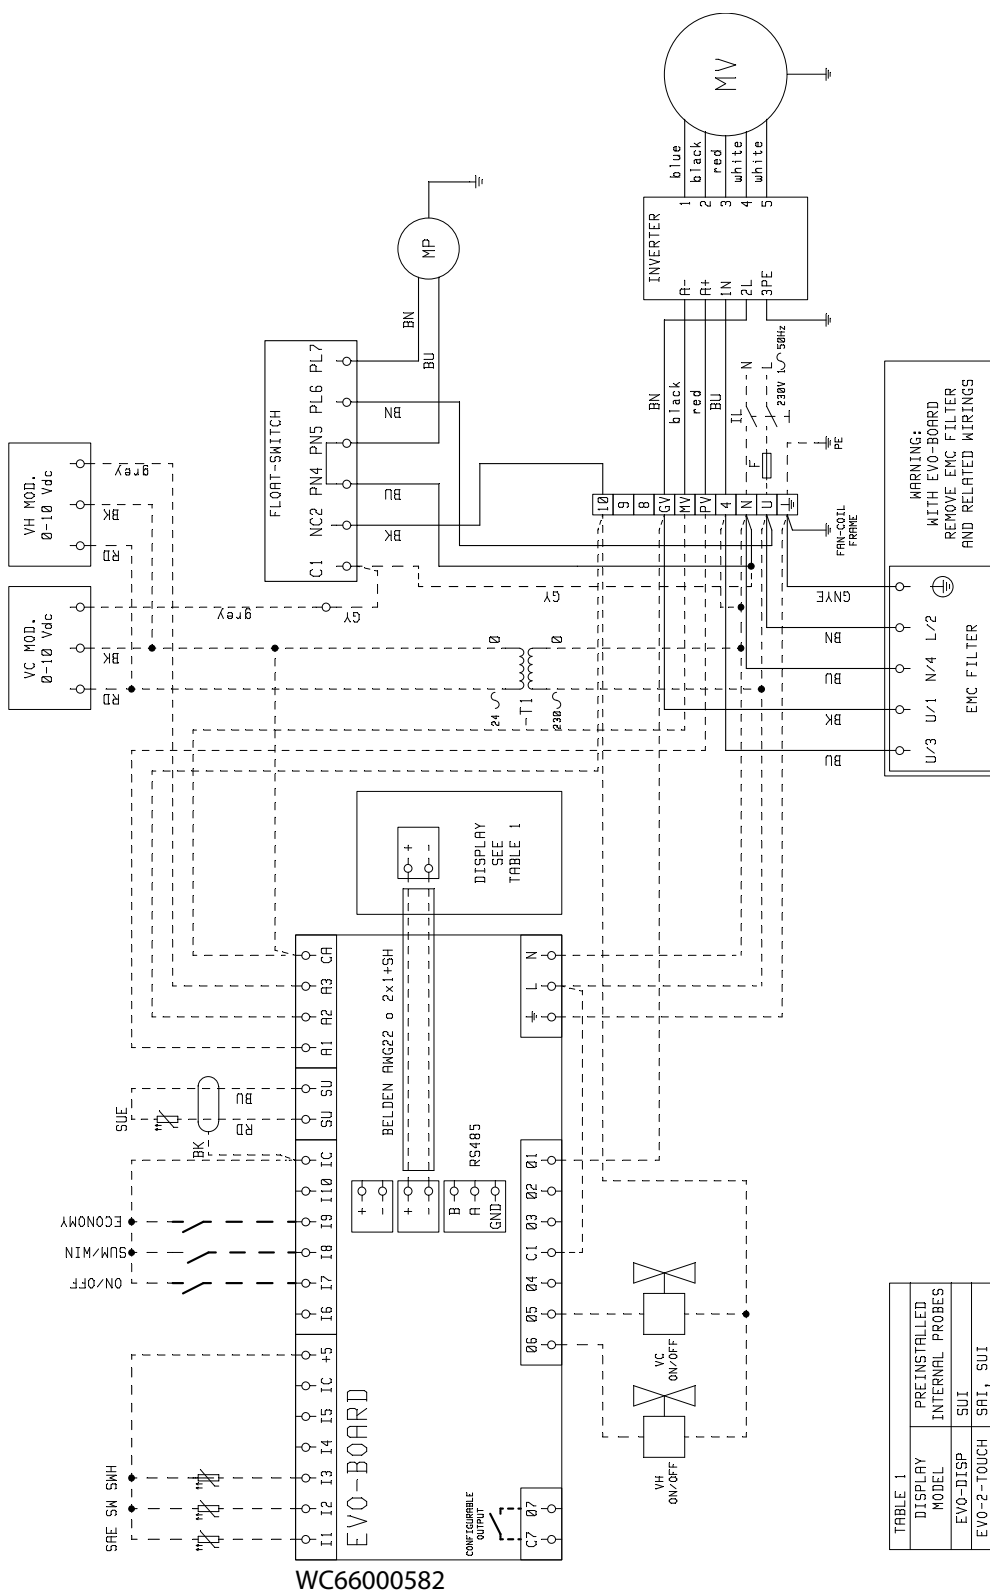 MV
blue
black
red
white
white
1
2
3
4
5
INVERTER
A-
A+
1N
2L
3PE
MP
BN
BU
FLOAT-SWITCH
C1
NC2
PN4
PN5
PL6
PL7
BN
BU
BK
VH MOD.
0-10 Vdc
RD
BK
grey
VC MOD.
0-10 Vdc
RD
BK
grey
GY
GY
BN
black
red
BU
IL
N
L
230V 1 50Hz
F
PE
10
9
8
GV
MV
PV
4
N
U
FAN-COIL
FRAME
WARNING:
WITH EVO-BOARD
REMOVE EMC FILTER
AND RELATED WIRINGS
EMC FILTER
U/3
U/1
N/4
L/2
BU
BK
BU
BN
GNYE
24
0
-T1
230
0
DISPLAY
SEE
TABLE 1
+
-
BELDEN AWG22 o 2x1+SH
EVO-BOARD
I1
I2
I3
I4
I5
IC
+5
I6
I7
I8
I9
I10
IC
SU
SU
A1
A2
A3
CA
SAE SW SWH
ON/OFF
SUM/WIN
ECONOMY
SUE
BK
RD
BU
+
-
+
-
B
A
GND
RS485
L
N
C7
07
06
05
04
C1
03
02
01
CONFIGURABLE
OUTPUT
VH
ON/OFF
VC
ON/OFF
TABLE 1
DISPLAY
MODEL
PREINSTALLED
INTERNAL PROBES
EVO-DISP
SUI
EVO-2-TOUCH
SAI, SUI
WC66000582